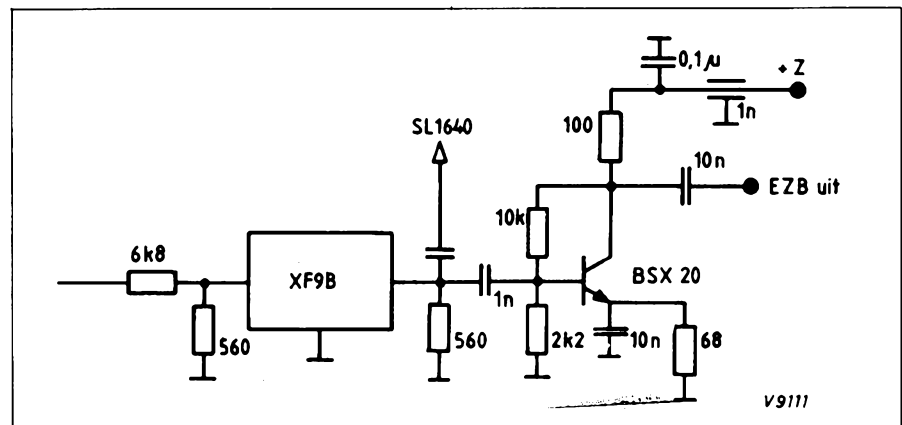 0,1µ
+ Z
1n
100
SL1640
10n
EZB uit
10k
6k8
XF9B
BSX 20
1n
560
560
2k2
10n
68
V9111